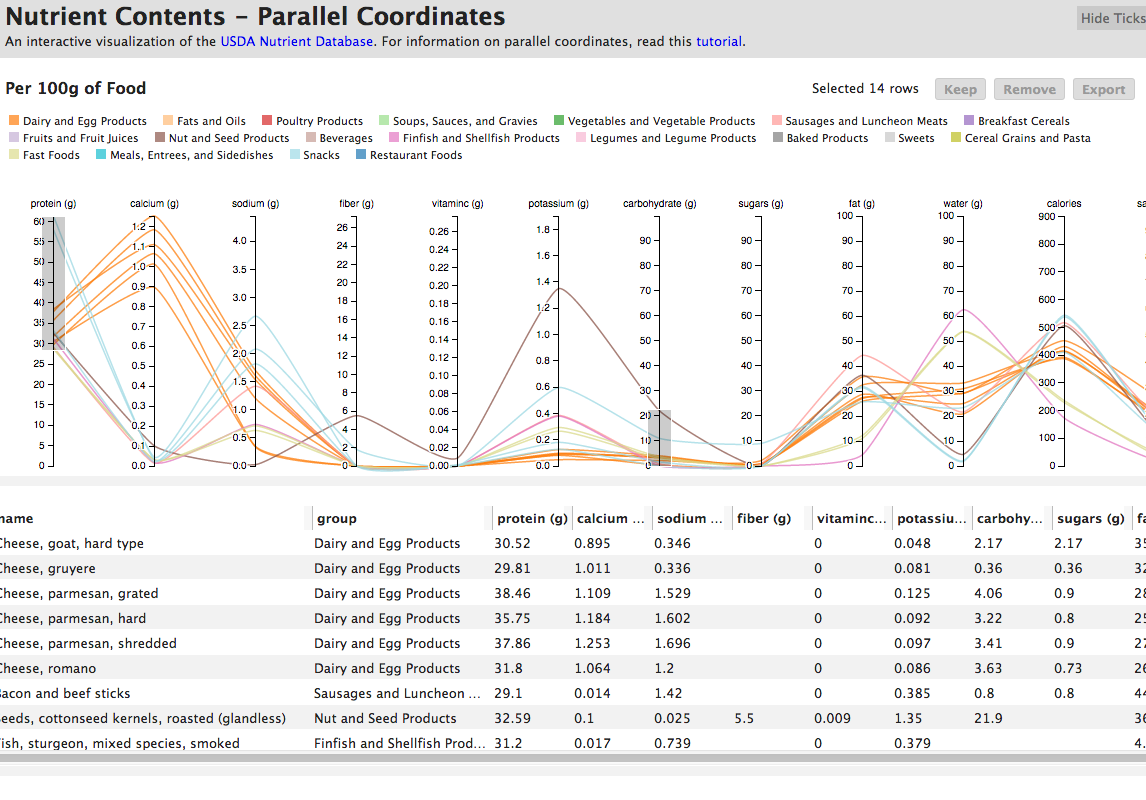 Nutrient Contents – Parallel Coordinates
Hide Ticks
An interactive visualization of the USDA Nutrient Database. For information on parallel coordinates, read this tutorial.
Per 100g of Food
Selected 14 rows Keep Remove Export
Dairy and Egg Products Fats and Oils Poultry Products Soups, Sauces, and Gravies Vegetables and Vegetable Products Sausages and Luncheon Meats Breakfast Cereals
Fruits and Fruit Juices Nut and Seed Products Beverages Finfish and Shellfish Products Legumes and Legume Products Baked Products Sweets Cereal Grains and Pasta
Fast Foods Meals, Entrees, and Sidedishes Snacks Restaurant Foods
protein (g) calcium (g) sodium (g) fiber (g) vitaminc (g) potassium (g) carbohydrate (g) sugars (g) fat (g) water (g) calories sa
60 55 50 45 40 35 30 25 20 15 10 5 0
1.2 1.1 1.0 0.9 0.8 0.7 0.6 0.5 0.4 0.3 0.2 0.1 0.0
4.0 3.5 3.0 2.5 2.0 1.5 1.0 0.5 0.0
26 24 22 20 18 16 14 12 10 8 6 4 2 0
0.26 0.24 0.22 0.20 0.18 0.16 0.14 0.12 0.10 0.08 0.06 0.04 0.02 0.00
1.8 1.6 1.4 1.2 1.0 0.8 0.6 0.4 0.2 0.0
90 80 70 60 50 40 30 20 10 0
90 80 70 60 50 40 30 20 10 0
100 90 80 70 60 50 40 30 20 10 0
100 90 80 70 60 50 40 30 20 10 0
900 800 700 600 500 400 300 200 100 0
name group protein (g) calcium ... sodium ... fiber (g) vitaminc... potassiu... carbohy... sugars (g) fa
Cheese, goat, hard type Dairy and Egg Products 30.52 0.895 0.346 0 0.048 2.17 2.17 35
Cheese, gruyere Dairy and Egg Products 29.81 1.011 0.336 0 0.081 0.36 0.36 32
Cheese, parmesan, grated Dairy and Egg Products 38.46 1.109 1.529 0 0.125 4.06 0.9 28
Cheese, parmesan, hard Dairy and Egg Products 35.75 1.184 1.602 0 0.092 3.22 0.8 25
Cheese, parmesan, shredded Dairy and Egg Products 37.86 1.253 1.696 0 0.097 3.41 0.9 27
Cheese, romano Dairy and Egg Products 31.8 1.064 1.2 0 0.086 3.63 0.73 26
Bacon and beef sticks Sausages and Luncheon ... 29.1 0.014 1.42 0 0.385 0.8 0.8 44
Seeds, cottonseed kernels, roasted (glandless) Nut and Seed Products 32.59 0.1 0.025 5.5 0.009 1.35 21.9 36
Fish, sturgeon, mixed species, smoked Finfish and Shellfish Prod... 31.2 0.017 0.739 0 0.379 4.